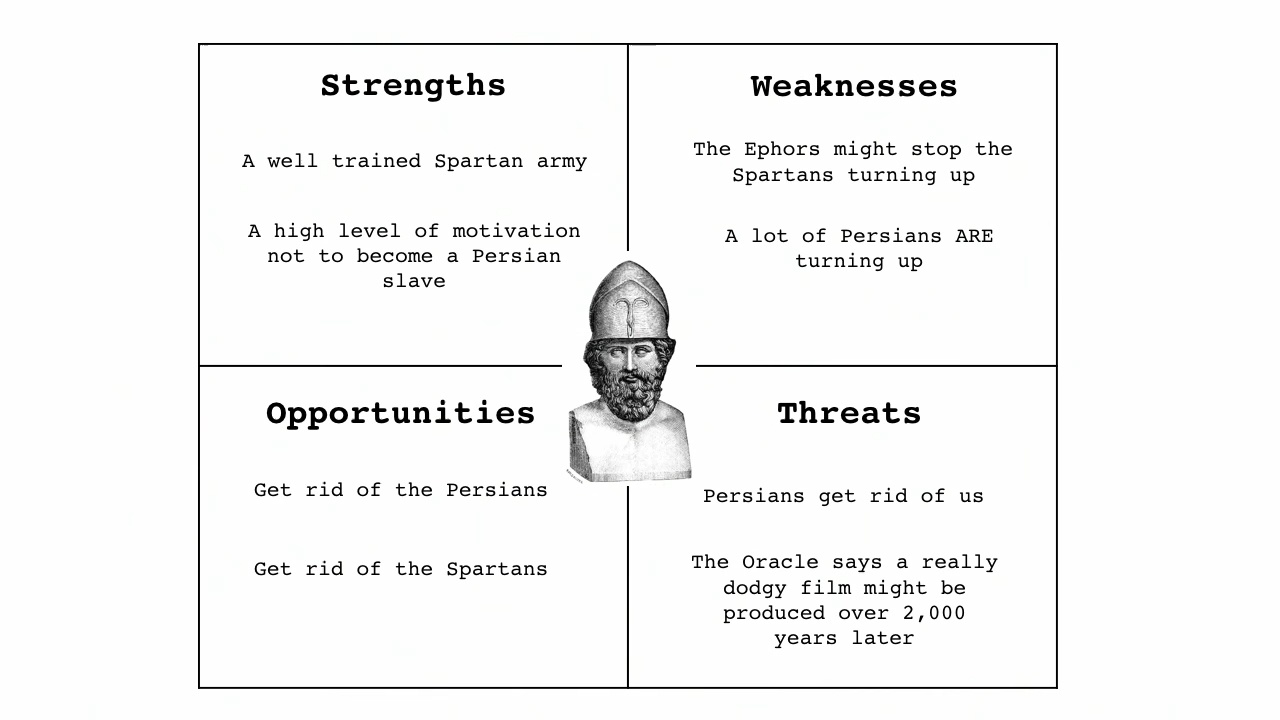 Strengths
A well trained Spartan army
A high level of motivation
not to become a Persian
slave
Weaknesses
The Ephors might stop the
Spartans turning up
A lot of Persians ARE
turning up
Opportunities
Get rid of the Persians
Get rid of the Spartans
Threats
Persians get rid of us
The Oracle says a really
dodgy film might be
produced over 2,000
years later